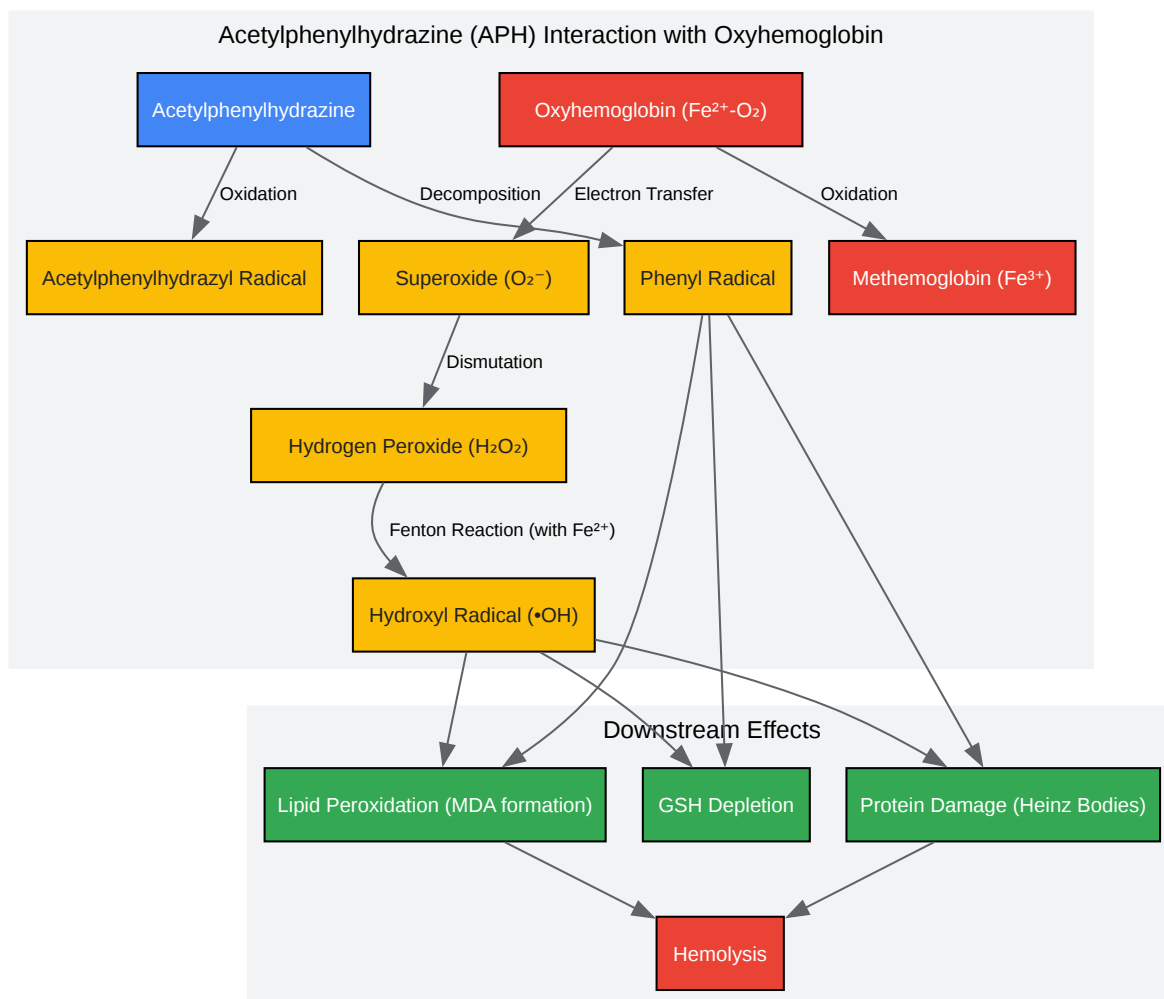 Acetylphenylhydrazine (APH) Interaction with Oxyhemoglobin
Acetylphenylhydrazine
Oxyhemoglobin (Fe²⁺-O₂)
Oxidation
Decomposition
Electron Transfer
Oxidation
Acetylphenylhydrazyl Radical
Superoxide (O₂⁻)
Phenyl Radical
Methemoglobin (Fe³⁺)
Dismutation
Hydrogen Peroxide (H₂O₂)
Fenton Reaction (with Fe²⁺)
Hydroxyl Radical (•OH)
Downstream Effects
Lipid Peroxidation (MDA formation)
GSH Depletion
Protein Damage (Heinz Bodies)
Hemolysis